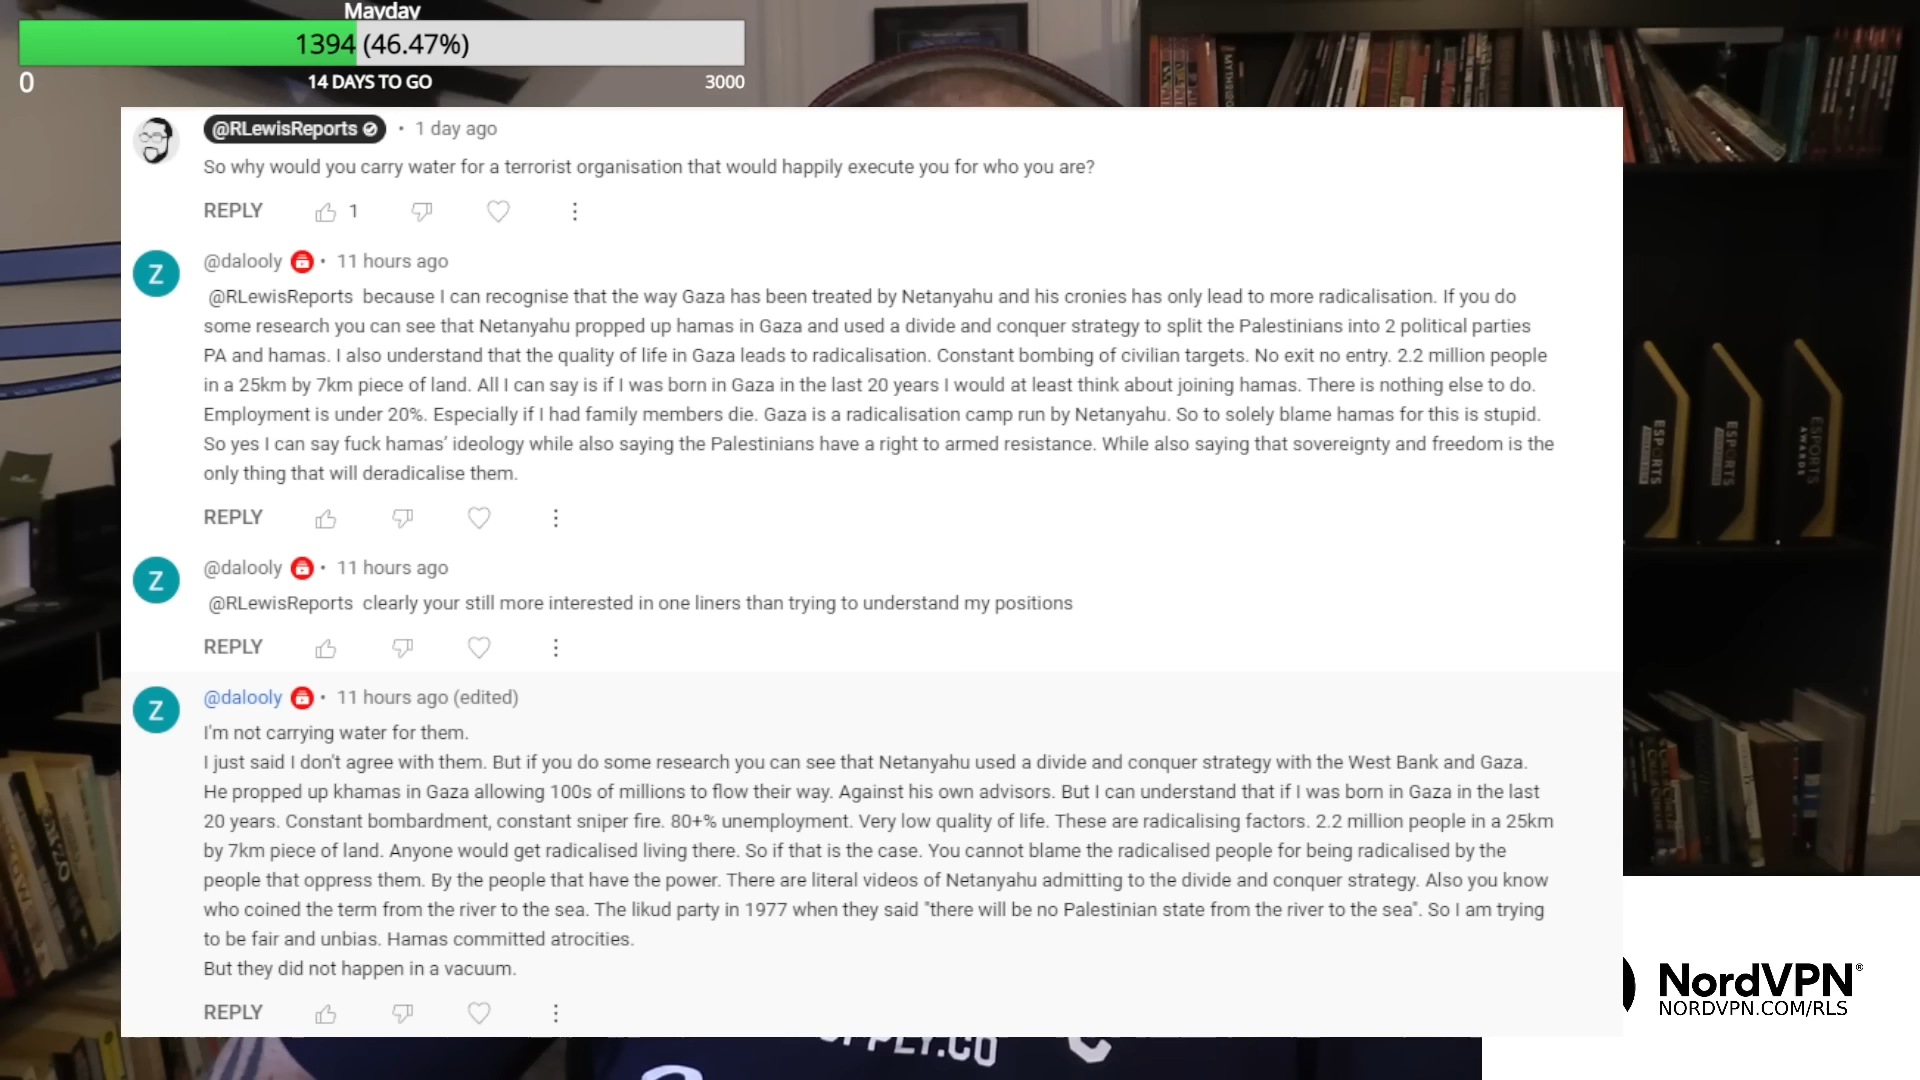 Mayday
1394 (46.47%)
0 14 DAYS TO GO 3000
@RLewisReports • 1 day ago
So why would you carry water for a terrorist organisation that would happily execute you for who you are?
REPLY 1
Z
@dalooly • 11 hours ago
@RLewisReports because I can recognise that the way Gaza has been treated by Netanyahu and his cronies has only lead to more radicalisation. If you do
some research you can see that Netanyahu propped up hamas in Gaza and used a divide and conquer strategy to split the Palestinians into 2 political parties
PA and hamas. I also understand that the quality of life in Gaza leads to radicalisation. Constant bombing of civilian targets. No exit no entry. 2.2 million people
in a 25km by 7km piece of land. All I can say is if I was born in Gaza in the last 20 years I would at least think about joining hamas. There is nothing else to do.
Employment is under 20%. Especially if I had family members die. Gaza is a radicalisation camp run by Netanyahu. So to solely blame hamas for this is stupid.
So yes I can say fuck hamas’ ideology while also saying the Palestinians have a right to armed resistance. While also saying that sovereignty and freedom is the
only thing that will deradicalise them.
REPLY
Z
@dalooly • 11 hours ago
@RLewisReports clearly your still more interested in one liners than trying to understand my positions
REPLY
Z
@dalooly • 11 hours ago (edited)
I'm not carrying water for them.
I just said I don't agree with them. But if you do some research you can see that Netanyahu used a divide and conquer strategy with the West Bank and Gaza.
He propped up khamas in Gaza allowing 100s of millions to flow their way. Against his own advisors. But I can understand that if I was born in Gaza in the last
20 years. Constant bombardment, constant sniper fire. 80+% unemployment. Very low quality of life. These are radicalising factors. 2.2 million people in a 25km
by 7km piece of land. Anyone would get radicalised living there. So if that is the case. You cannot blame the radicalised people for being radicalised by the
people that oppress them. By the people that have the power. There are literal videos of Netanyahu admitting to the divide and conquer strategy. Also you know
who coined the term from the river to the sea. The likud party in 1977 when they said "there will be no Palestinian state from the river to the sea". So I am trying
to be fair and unbias. Hamas committed atrocities.
But they did not happen in a vacuum.
REPLY
ESPORTS
AWARDS
ESPORTS
ESPORTS
AWARDS
NordVPN®
NORDVPN.COM/RLS